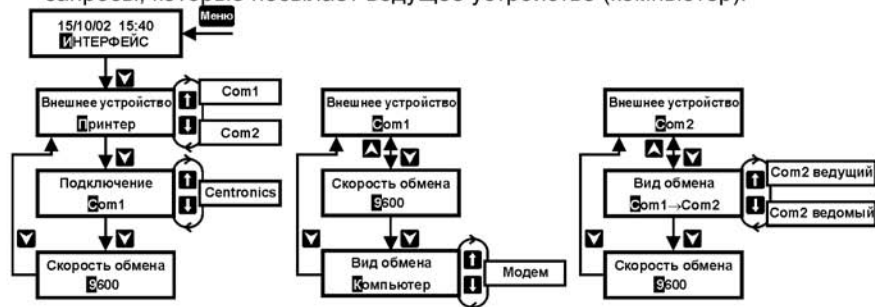 запросы, которые посылает ведущее устройство (компьютер).
Меню
15/10/02 15:40
ИНТЕРФЕЙС
Внешнее устройство
Принтер
Com1
Com2
Подключение
Com1
Centronics
Скорость обмена
9600
Внешнее устройство
Com1
Скорость обмена
9600
Вид обмена
Компьютер
Модем
Внешнее устройство
Com2
Вид обмена
Com1→Com2
Com2 ведущий
Com2 ведомый
Скорость обмена
9600